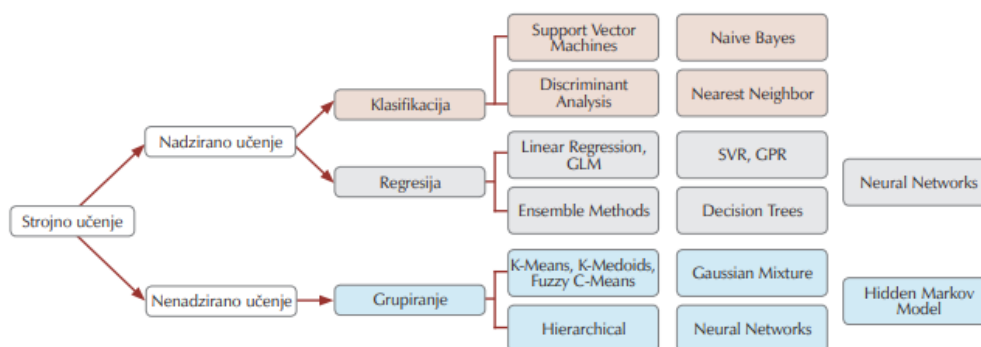 Support Vector
Machines
Naive Bayes
Klasifikacija
Discriminant
Analysis
Nearest Neighbor
Nadzirano učenje
Linear Regression,
GLM
SVR, GPR
Regresija
Neural Networks
Ensemble Methods
Decision Trees
Strojno učenje
K-Means, K-Medoids,
Fuzzy C-Means
Gaussian Mixture
Nenadzirano učenje
Grupiranje
Hidden Markov
Model
Hierarchical
Neural Networks